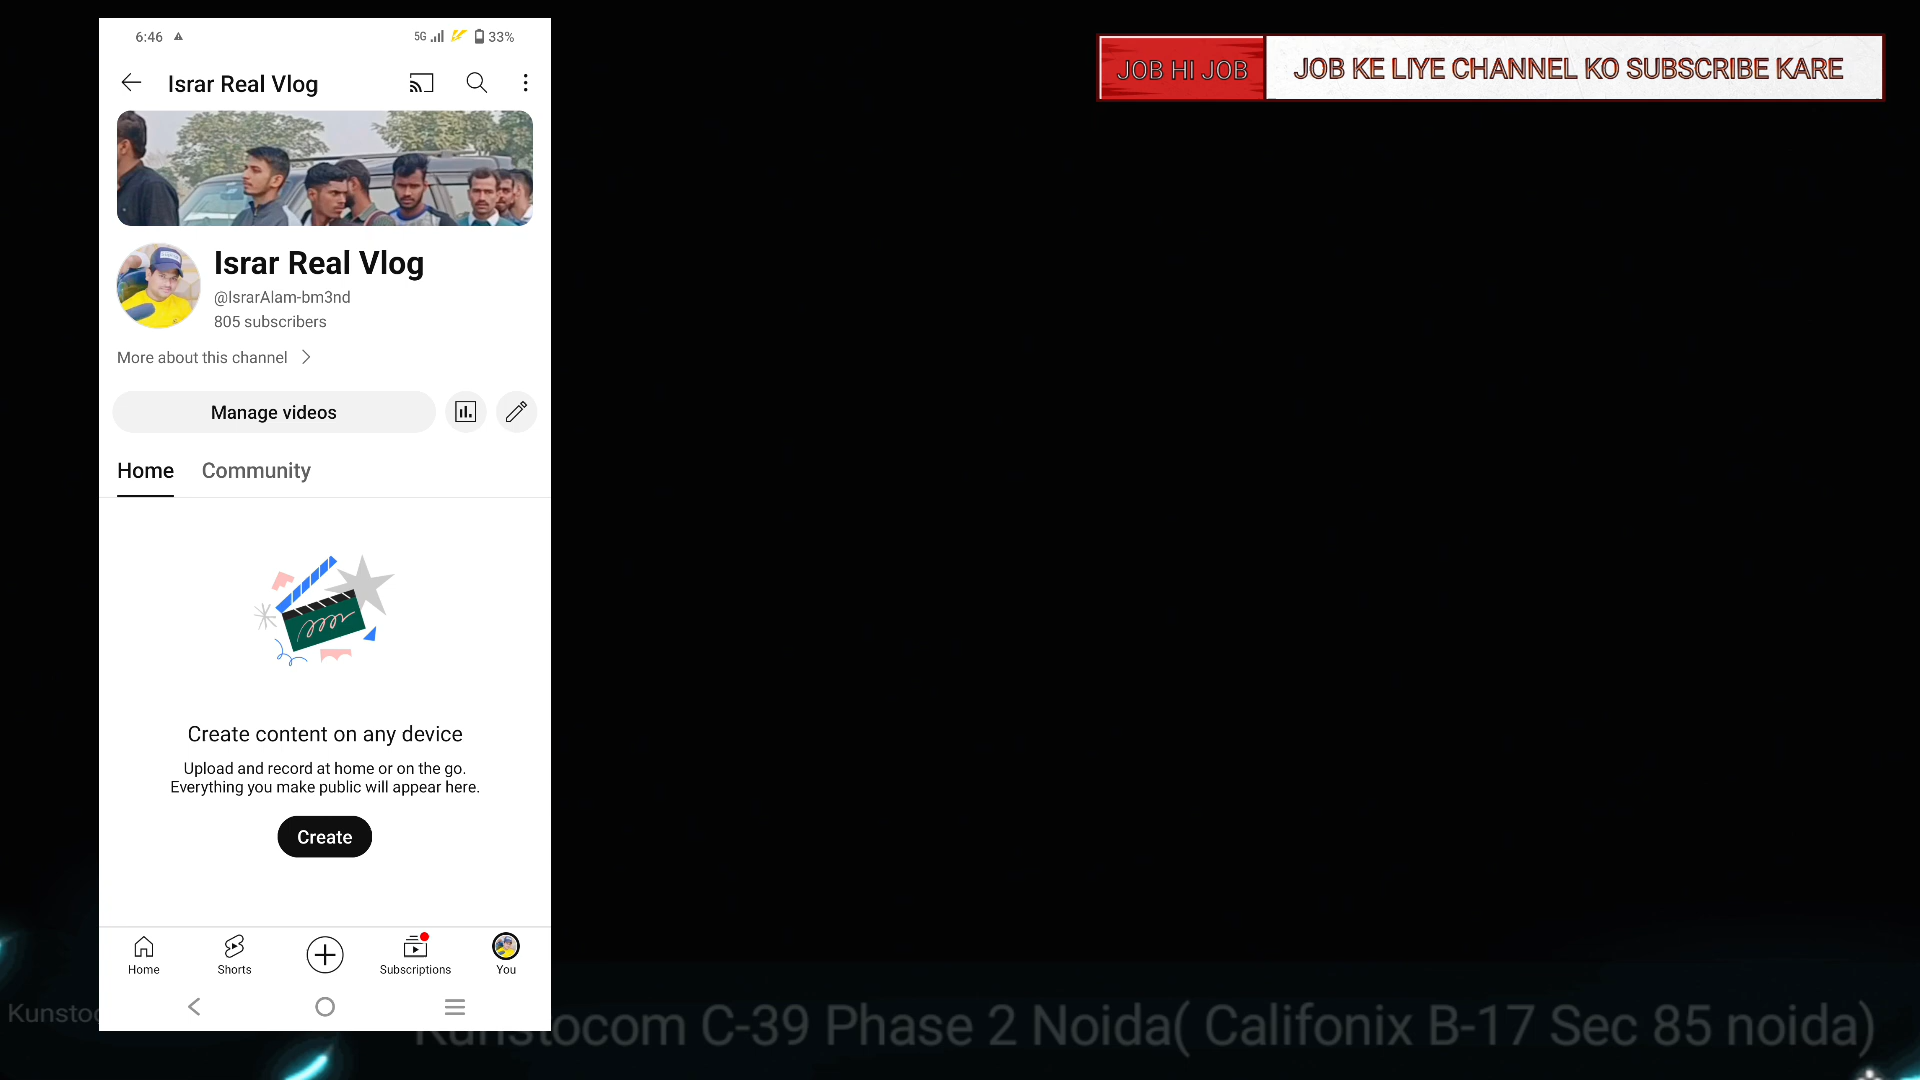 6:46
5G
33%
Israr Real Vlog
Israr Real Vlog
@IsrarAlam-bm3nd
805 subscribers
More about this channel
Manage videos
Home
Community
Create content on any device
Upload and record at home or on the go.
Everything you make public will appear here.
Create
Home
Shorts
Subscriptions
You
JOB HI JOB
JOB KE LIYE CHANNEL KO SUBSCRIBE KARE
Kunstocom C-39 Phase 2 Noida( Califonix B-17 Sec 85 noida)